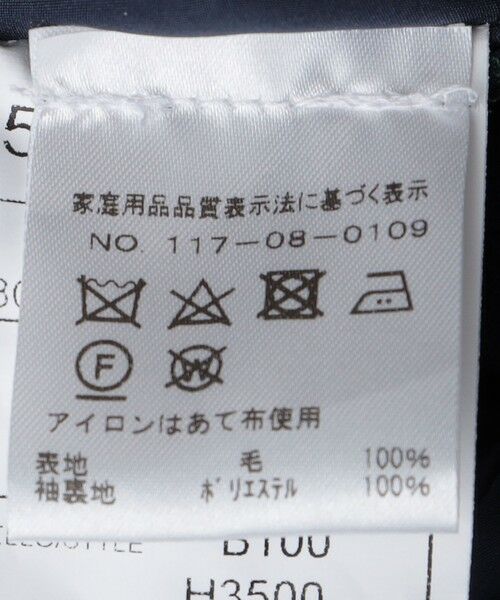 家庭用品品質表示法に基づく表示
NO. 117-08-0109
F
W
アイロンはあて布使用
表地 毛 100%
袖裏地 ポリエステル 100%
B100
H3500